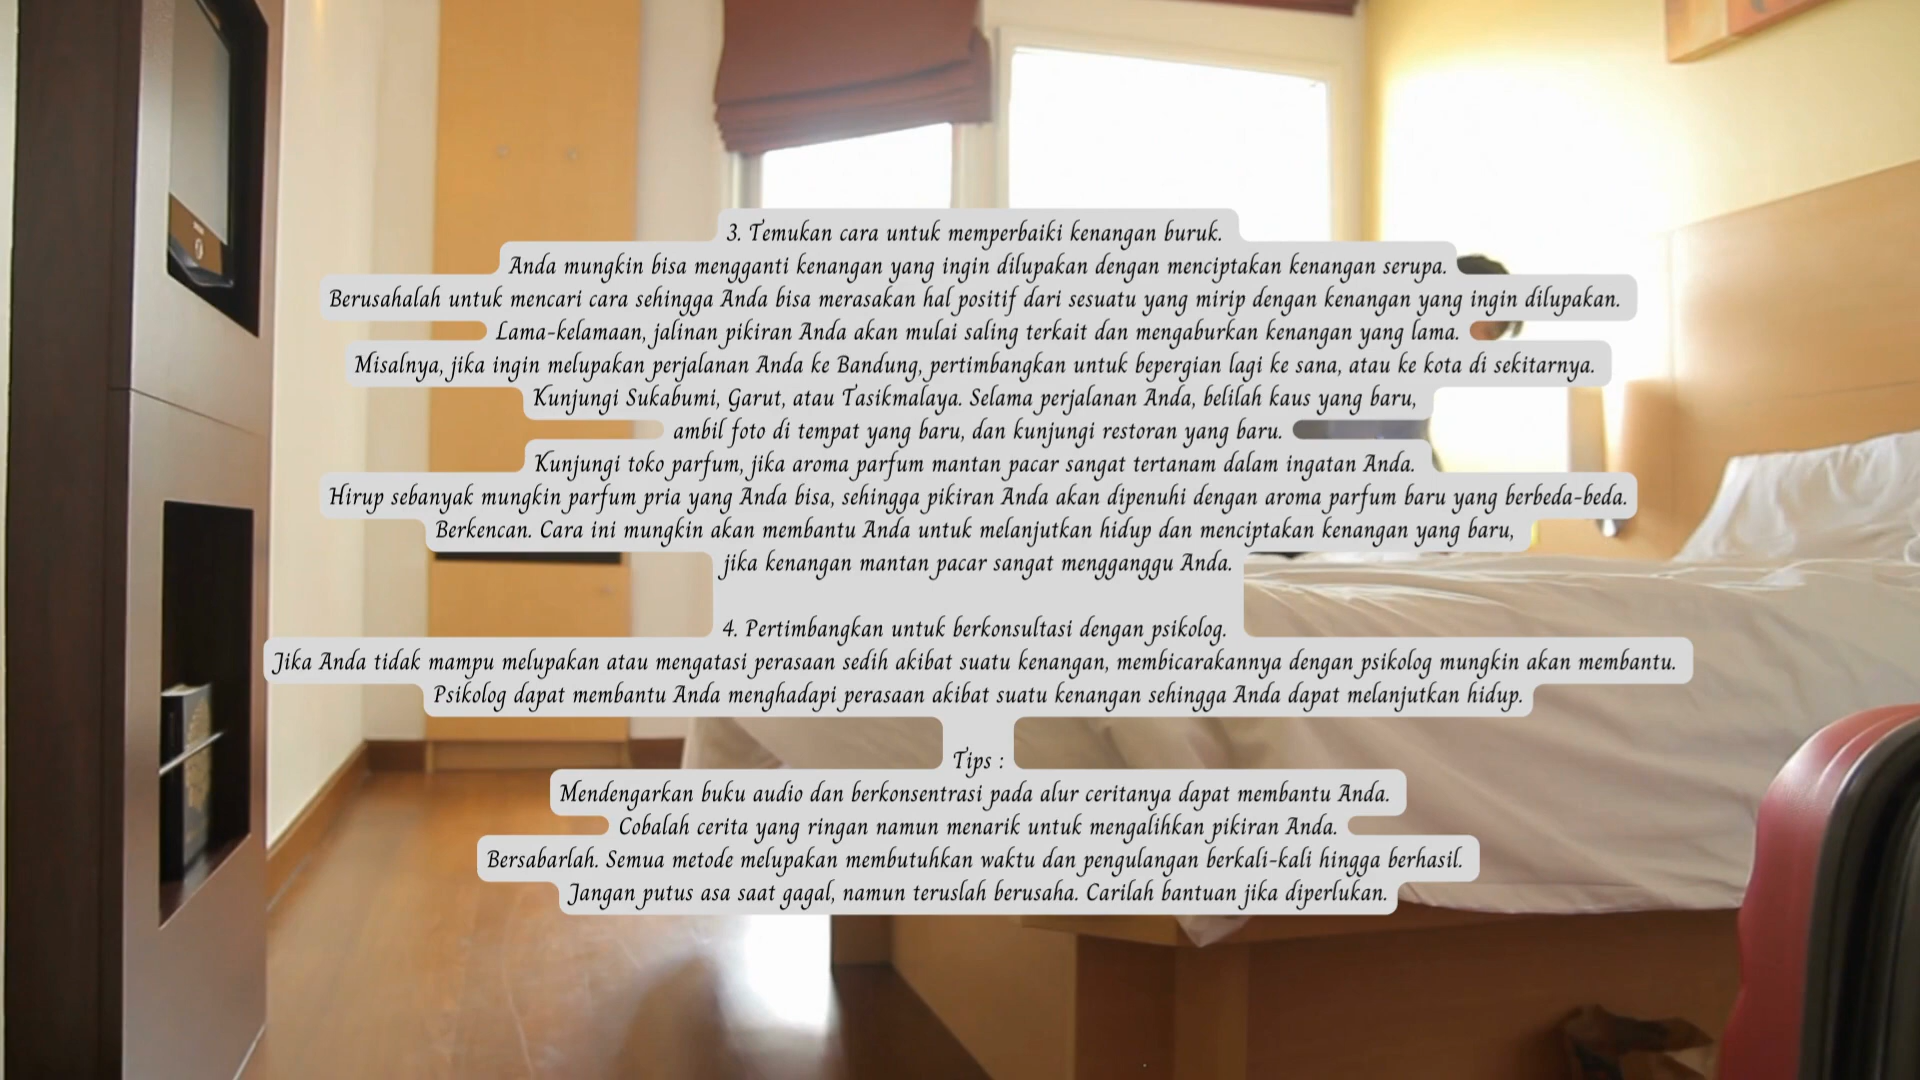 3. Temukan cara untuk memperbaiki kenangan buruk.
Anda mungkin bisa mengganti kenangan yang ingin dilupakan dengan menciptakan kenangan serupa.
Berusahalah untuk mencari cara sehingga Anda bisa merasakan hal positif dari sesuatu yang mirip dengan kenangan yang ingin dilupakan.
Lama-kelamaan, jalinan pikiran Anda akan mulai saling terkait dan mengaburkan kenangan yang lama.
Misalnya, jika ingin melupakan perjalanan Anda ke Bandung, pertimbangkan untuk bepergian lagi ke sana, atau ke kota di sekitarnya.
Kunjungi Sukabumi, Garut, atau Tasikmalaya. Selama perjalanan Anda, belilah kaus yang baru,
ambil foto di tempat yang baru, dan kunjungi restoran yang baru.
Kunjungi toko parfum, jika aroma parfum mantan pacar sangat tertanam dalam ingatan Anda.
Hirup sebanyak mungkin parfum pria yang Anda bisa, sehingga pikiran Anda akan dipenuhi dengan aroma parfum baru yang berbeda-beda.
Berkencan. Cara ini mungkin akan membantu Anda untuk melanjutkan hidup dan menciptakan kenangan yang baru,
jika kenangan mantan pacar sangat mengganggu Anda.
4. Pertimbangkan untuk berkonsultasi dengan psikolog.
Jika Anda tidak mampu melupakan atau mengatasi perasaan sedih akibat suatu kenangan, membicarakannya dengan psikolog mungkin akan membantu.
Psikolog dapat membantu Anda menghadapi perasaan akibat suatu kenangan sehingga Anda dapat melanjutkan hidup.
Tips :
Mendengarkan buku audio dan berkonsentrasi pada alur ceritanya dapat membantu Anda.
Cobalah cerita yang ringan namun menarik untuk mengalihkan pikiran Anda.
Bersabarlah. Semua metode melupakan membutuhkan waktu dan pengulangan berkali-kali hingga berhasil.
Jangan putus asa saat gagal, namun teruslah berusaha. Carilah bantuan jika diperlukan.